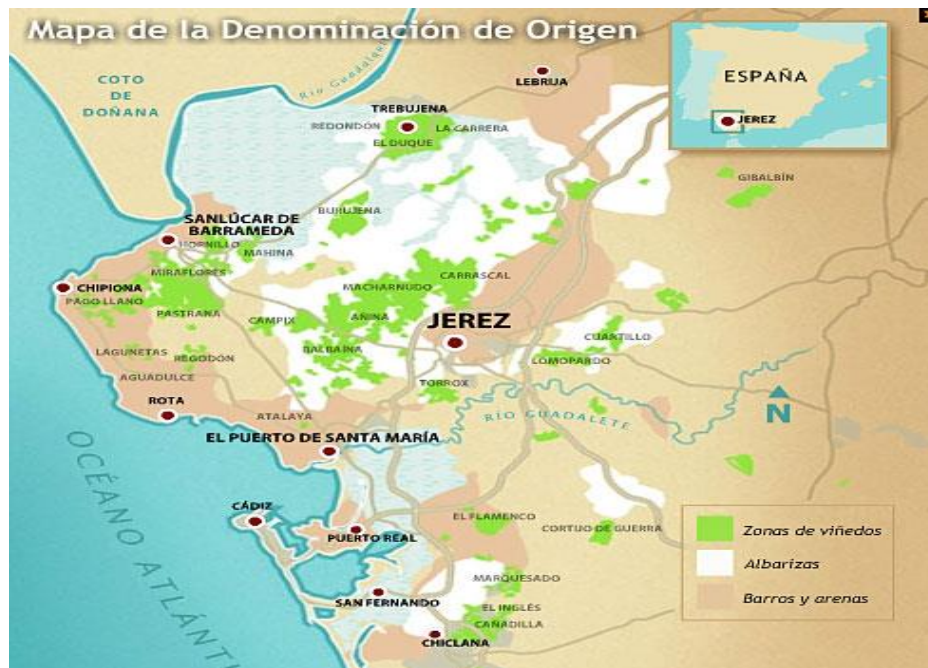 Mapa de la Denominación de Origen
COTO
DE
DOÑANA
Río Guadalquivir
LEBRIJA
ESPAÑA
JEREZ
TREBUJENA
REDONDÓN
LA CARRERA
EL DUQUE
GIBALBÍN
BURUJENA
SANLÚCAR DE
BARRAMEDA
HORNILLO
MAHINA
MIRAFLORES
CARRASCAL
CHIPIONA
MACHARNUDO
PAGO LLANO
PASTRANA
CAMPIX
AÑINA
JEREZ
CUARTILLO
LAGUNETAS
REGODÓN
BALBAÍNA
LOMOPARDO
AGUADULCE
TORROX
ROTA
ATALAYA
RÍO GUADALETE
N
EL PUERTO DE SANTA MARÍA
OCÉANO ATLÁNTI
CÁDIZ
EL FLAMENCO
CORTIJO DE GUERRA
PUERTO REAL
Zonas de viñedos
Albarizas
Barros y arenas
MARQUESADO
SAN FERNANDO
EL INGLÉS
CAÑADILLA
CHICLANA